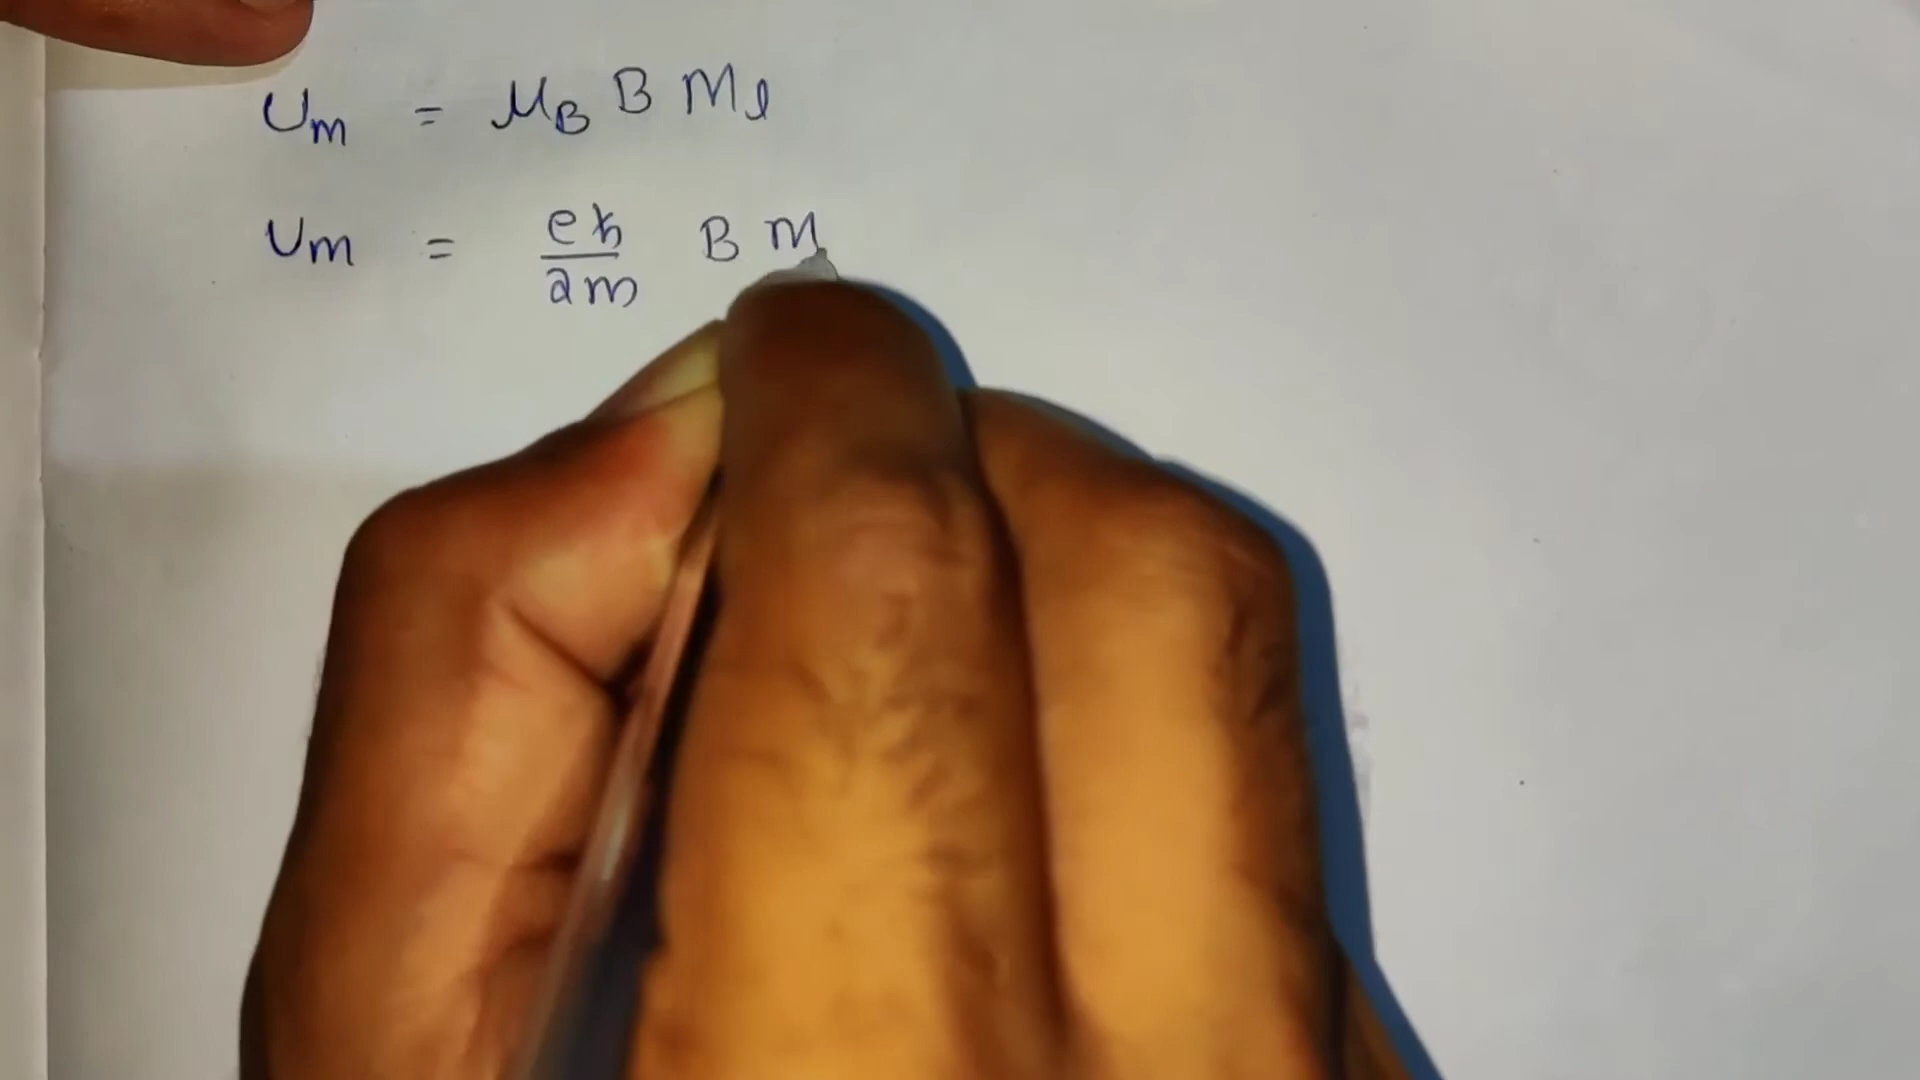 Um = μB B Ml
Um = eħ/2m B m